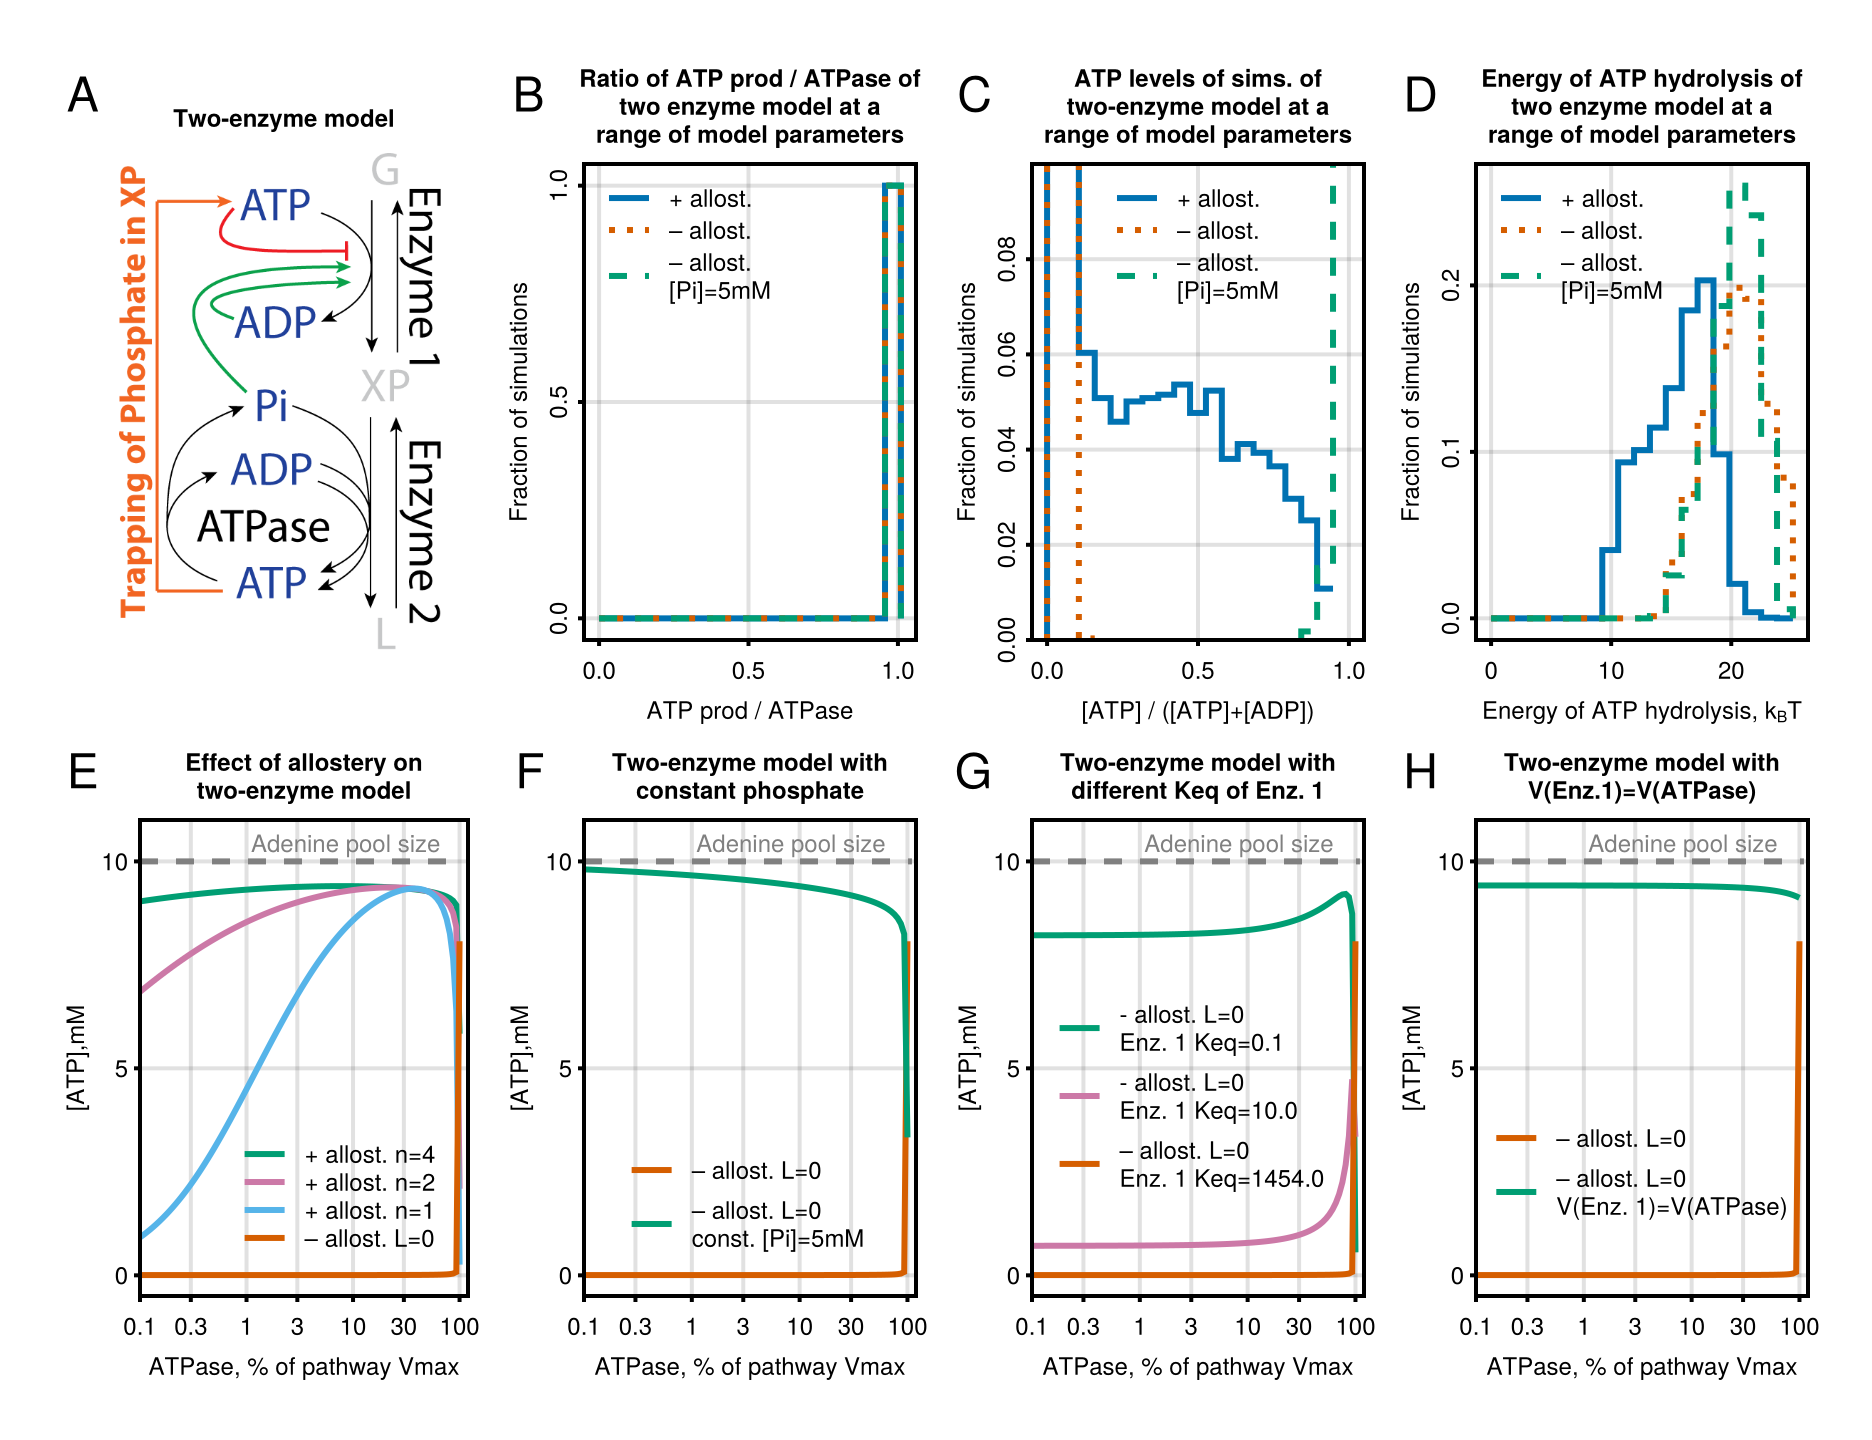 A
Two-enzyme model
Trapping of Phosphate in XP
G
ATP
ADP
Enzyme 1
XP
Pi
ADP
ATPase
ATP
Enzyme 2
L
B
Ratio of ATP prod / ATPase of
two enzyme model at a
range of model parameters
+ allost.
– allost.
– allost.
[Pi]=5mM
Fraction of simulations
1.0
0.5
0.0
0.0 0.5 1.0
ATP prod / ATPase
C
ATP levels of sims. of
two-enzyme model at a
range of model parameters
+ allost.
– allost.
– allost.
[Pi]=5mM
Fraction of simulations
0.08
0.06
0.04
0.02
0.00
0.0 0.5 1.0
[ATP] / ([ATP]+[ADP])
D
Energy of ATP hydrolysis of
two enzyme model at a
range of model parameters
+ allost.
– allost.
– allost.
[Pi]=5mM
Fraction of simulations
0.2
0.1
0.0
0 10 20
Energy of ATP hydrolysis, kBT
E
Effect of allostery on
two-enzyme model
Adenine pool size
[ATP],mM
10
5
0
+ allost. n=4
+ allost. n=2
+ allost. n=1
– allost. L=0
0.1 0.3 1 3 10 30 100
ATPase, % of pathway Vmax
F
Two-enzyme model with
constant phosphate
Adenine pool size
[ATP],mM
10
5
0
– allost. L=0
– allost. L=0
const. [Pi]=5mM
0.1 0.3 1 3 10 30 100
ATPase, % of pathway Vmax
G
Two-enzyme model with
different Keq of Enz. 1
Adenine pool size
[ATP],mM
10
5
0
- allost. L=0
Enz. 1 Keq=0.1
- allost. L=0
Enz. 1 Keq=10.0
– allost. L=0
Enz. 1 Keq=1454.0
0.1 0.3 1 3 10 30 100
ATPase, % of pathway Vmax
H
Two-enzyme model with
V(Enz.1)=V(ATPase)
Adenine pool size
[ATP],mM
10
5
0
– allost. L=0
– allost. L=0
V(Enz. 1)=V(ATPase)
0.1 0.3 1 3 10 30 100
ATPase, % of pathway Vmax